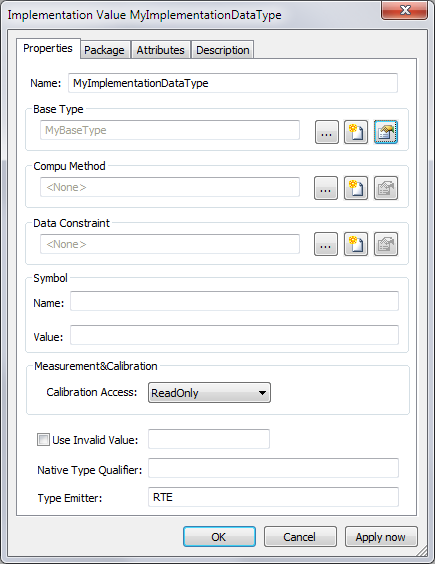 Implementation Value MyImplementationDataType
Properties Package Attributes Description
Name: MyImplementationDataType
Base Type
MyBaseType ...
Compu Method
<None> ...
Data Constraint
<None> ...
Symbol
Name:
Value:
Measurement&Calibration
Calibration Access: ReadOnly
Use Invalid Value:
Native Type Qualifier:
Type Emitter: RTE
OK Cancel Apply now